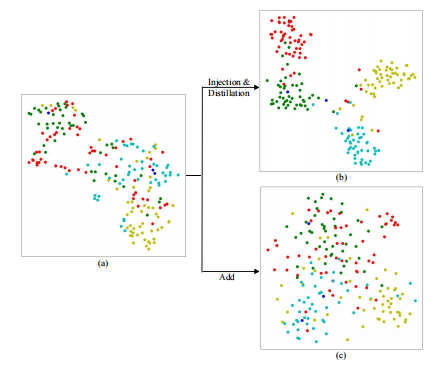 Injection &
Distillation
(a)
(b)
Add
(c)